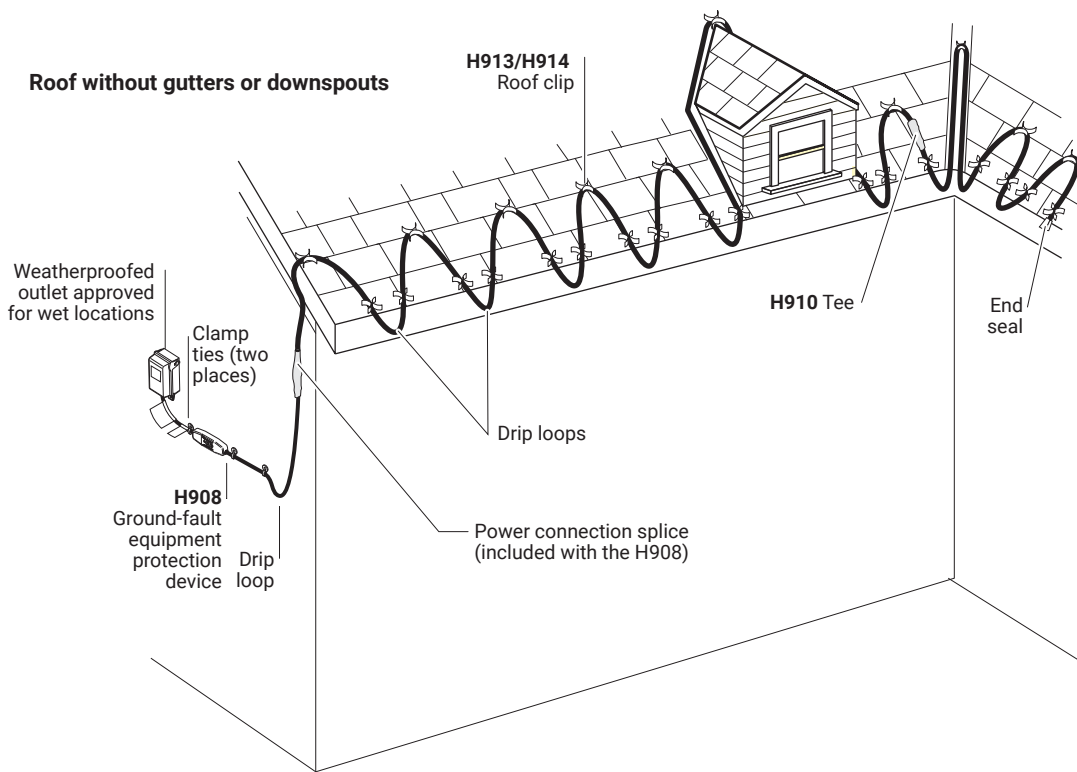 Roof without gutters or downspouts
H913/H914
Roof clip
Weatherproofed
outlet approved
for wet locations
Clamp
ties (two
places)
H910 Tee
End
seal
Drip loops
H908
Ground-fault
equipment
protection
device
Drip
loop
Power connection splice
(included with the H908)